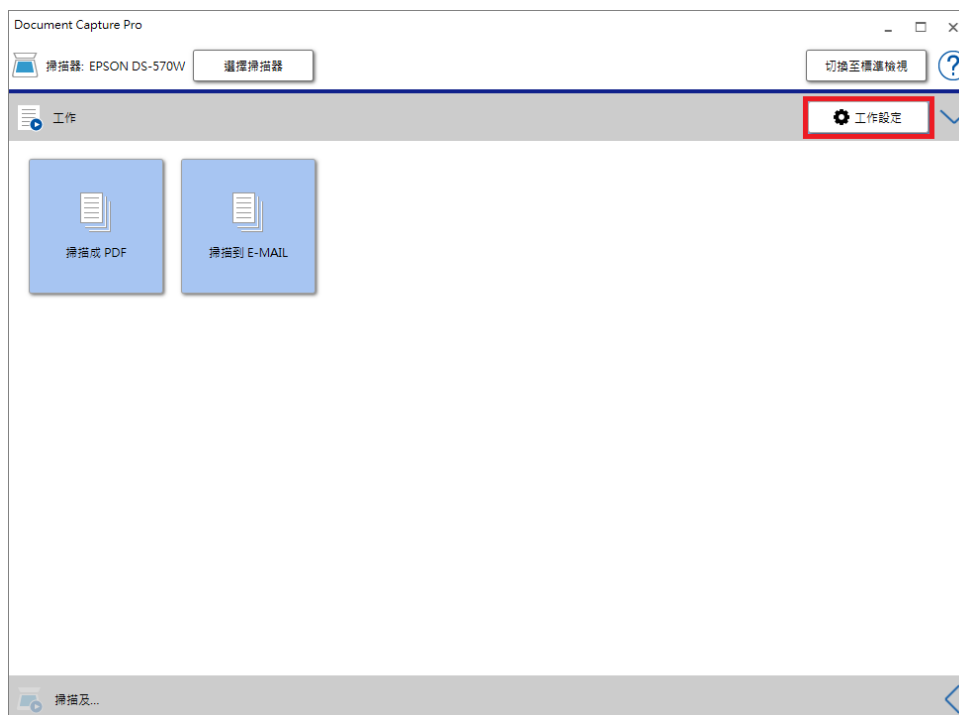 Document Capture Pro
掃描器: EPSON DS-570W
選擇掃描器
切換至標準檢視
?
工作
工作設定
掃描成 PDF
掃描到 E-MAIL
掃描及...